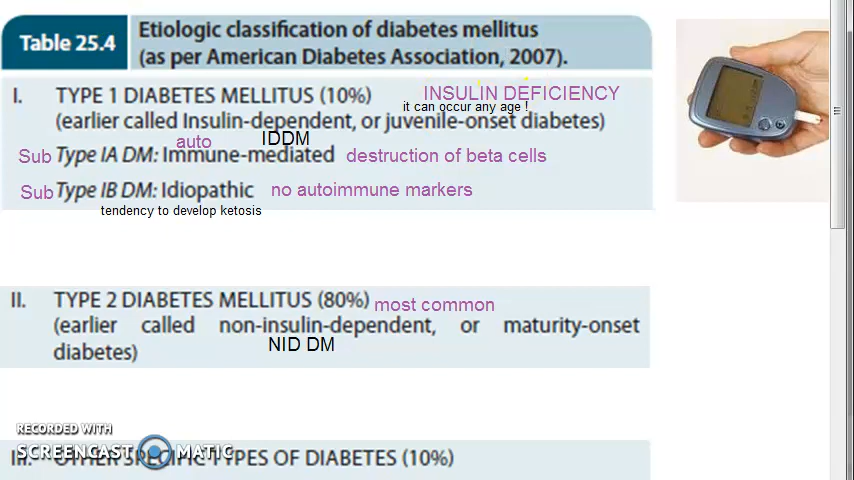 Table 25.4
Etiologic classification of diabetes mellitus
(as per American Diabetes Association, 2007).
I. TYPE 1 DIABETES MELLITUS (10%) INSULIN DEFICIENCY
it can occur any age !
(earlier called Insulin-dependent, or juvenile-onset diabetes)
auto IDDM
Sub Type IA DM: Immune-mediated destruction of beta cells
Sub Type IB DM: Idiopathic no autoimmune markers
tendency to develop ketosis
II. TYPE 2 DIABETES MELLITUS (80%) most common
(earlier called non-insulin-dependent, or maturity-onset
diabetes) NID DM
RECORDED WITH
SCREENCAST MATIC
III. OTHER SPECIFIC TYPES OF DIABETES (10%)